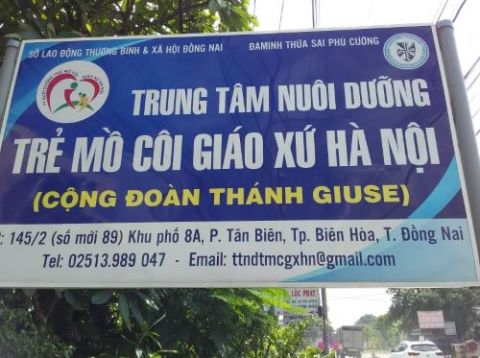 SỞ LAO ĐỘNG THƯƠNG BINH & XÃ HỘI ĐỒNG NAI
ĐAMINH THỪA SAI PHÚ CƯỜNG
TRUNG TÂM NUÔI DƯỠNG
TRẺ MỒ CÔI GIÁO XỨ HÀ NỘI
(CỘNG ĐOÀN THÁNH GIUSE)
: 145/2 (số mới 89) Khu phố 8A, P. Tân Biên, Tp. Biên Hòa, T. Đồng Nai
Tel: 02513.989 047 - Email: ttndtmcgxhn@gmail.com
LỘC PHÁT